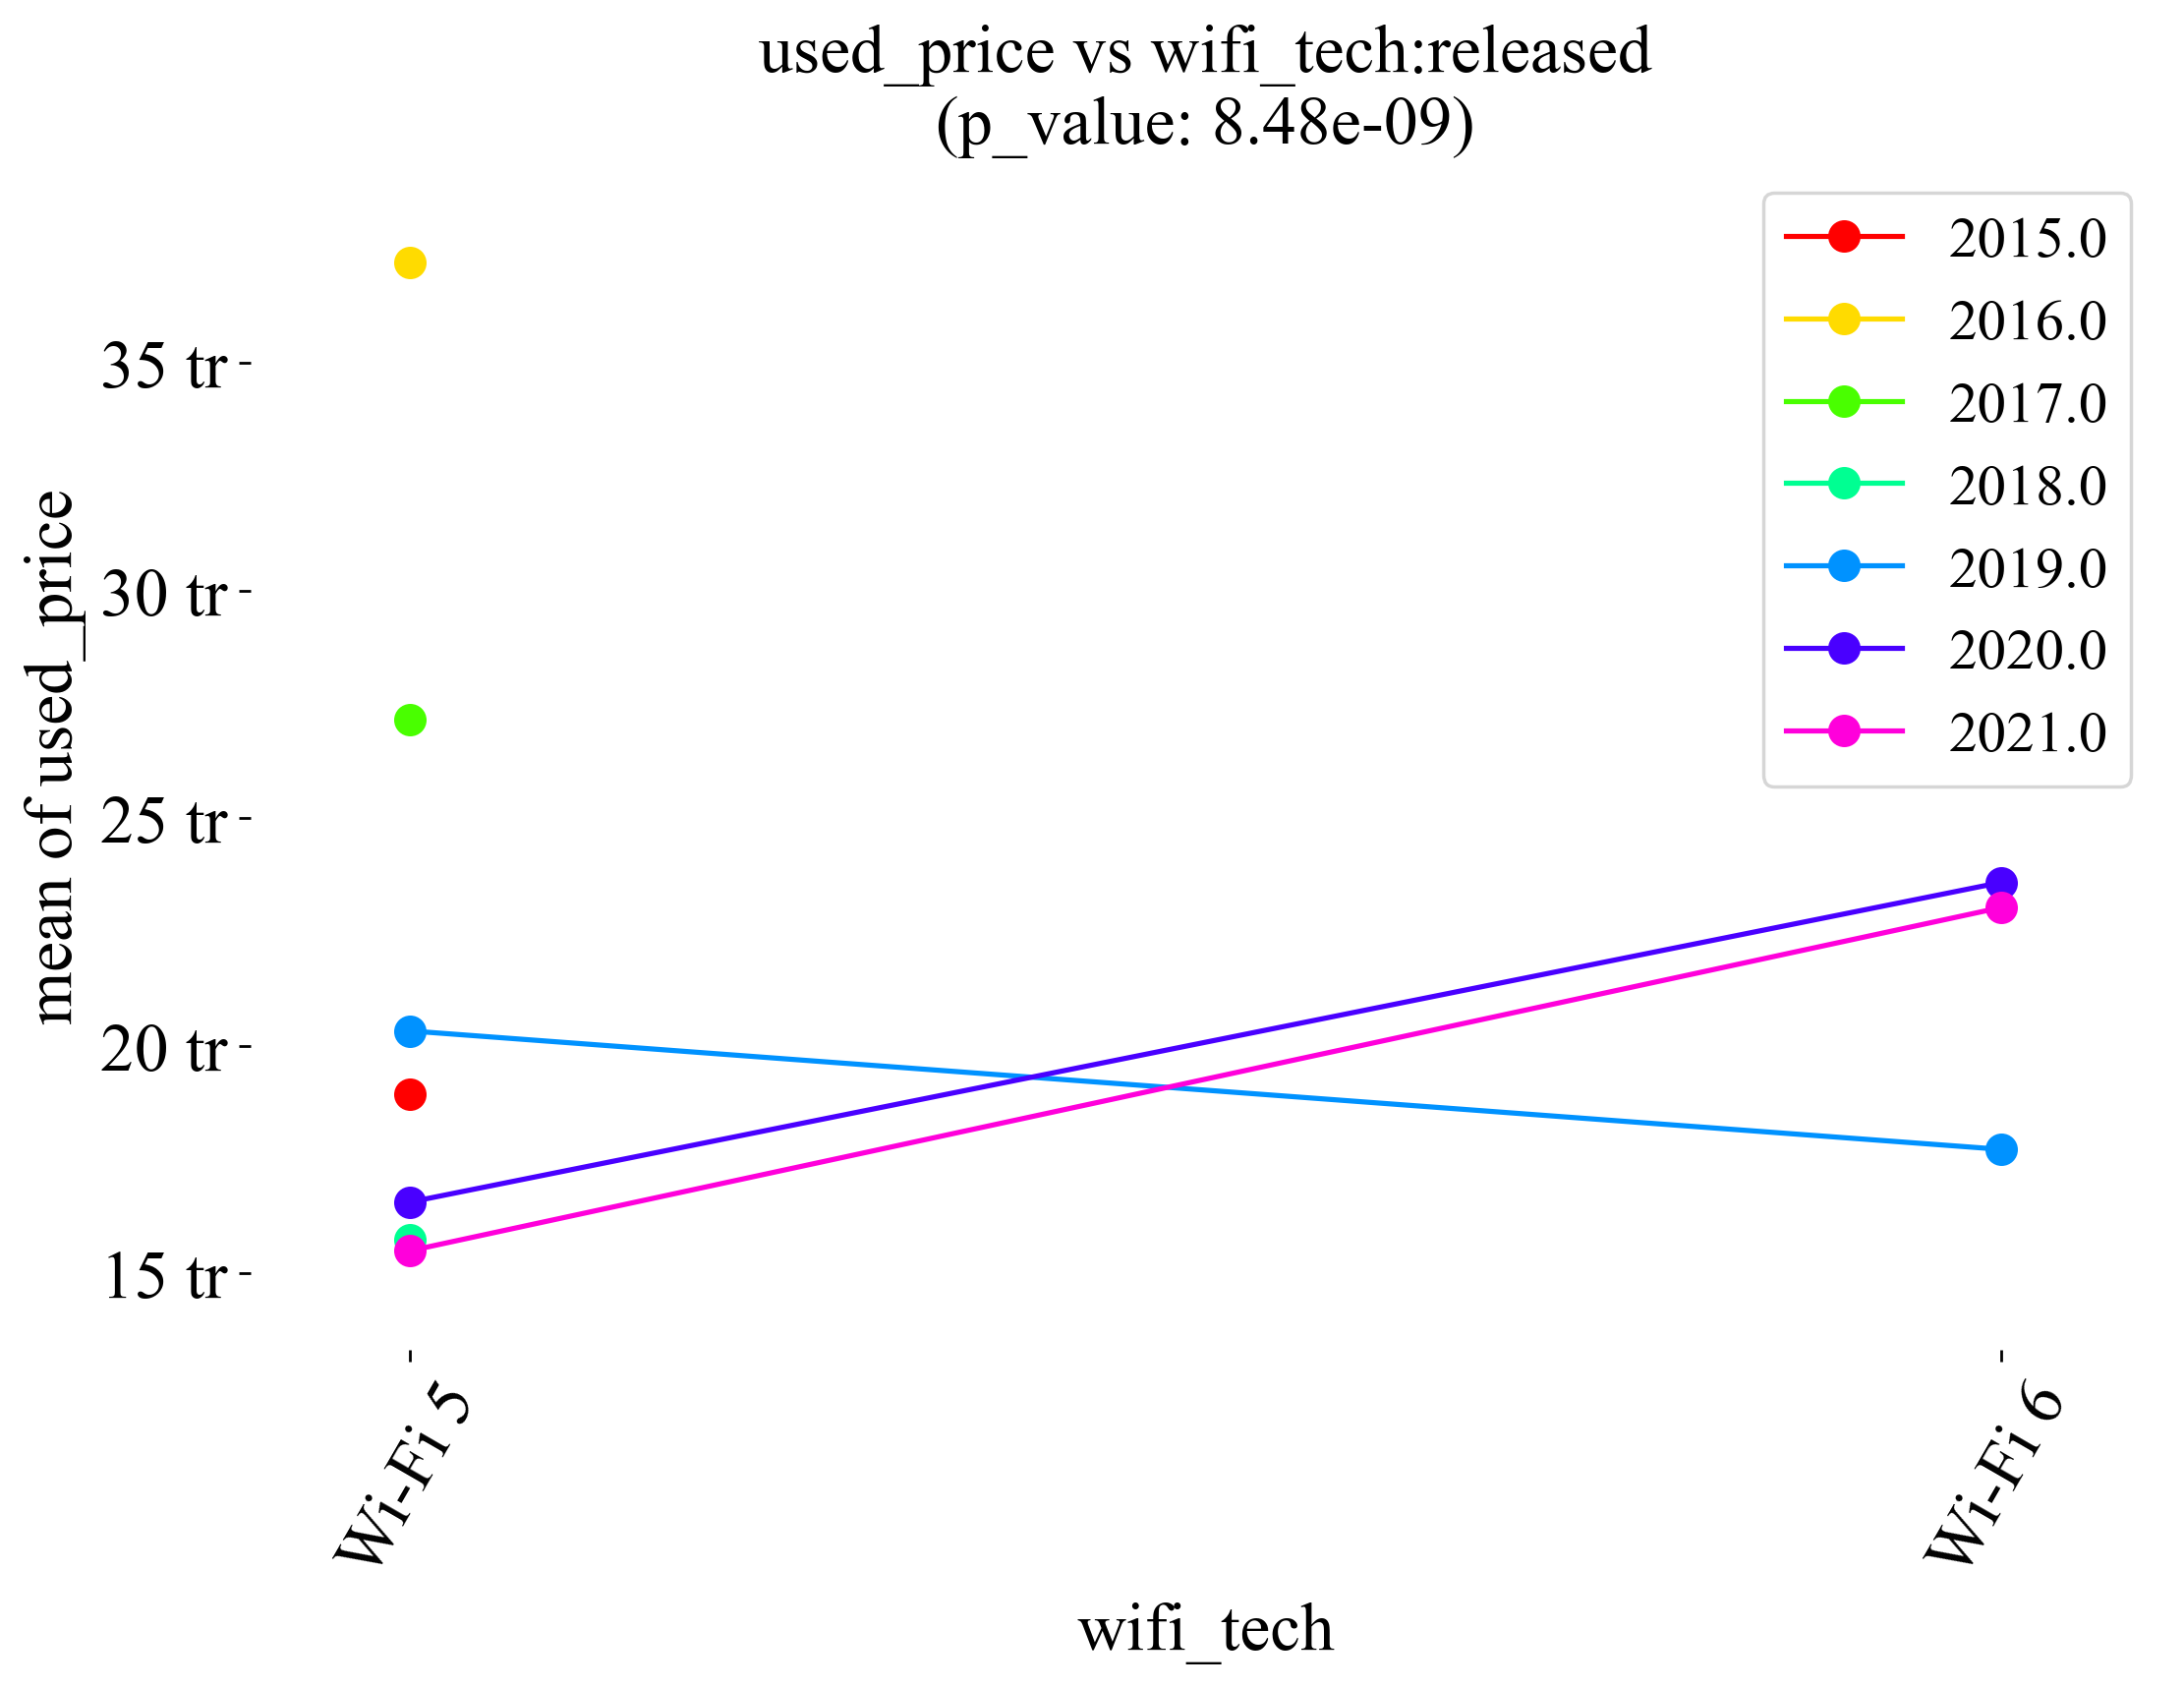 used_price vs wifi_tech:released
(p_value: 8.48e-09)
2015.0
2016.0
2017.0
2018.0
2019.0
2020.0
2021.0
mean of used_price
35 tr
30 tr
25 tr
20 tr
15 tr
Wi-Fi 5
Wi-Fi 6
wifi_tech